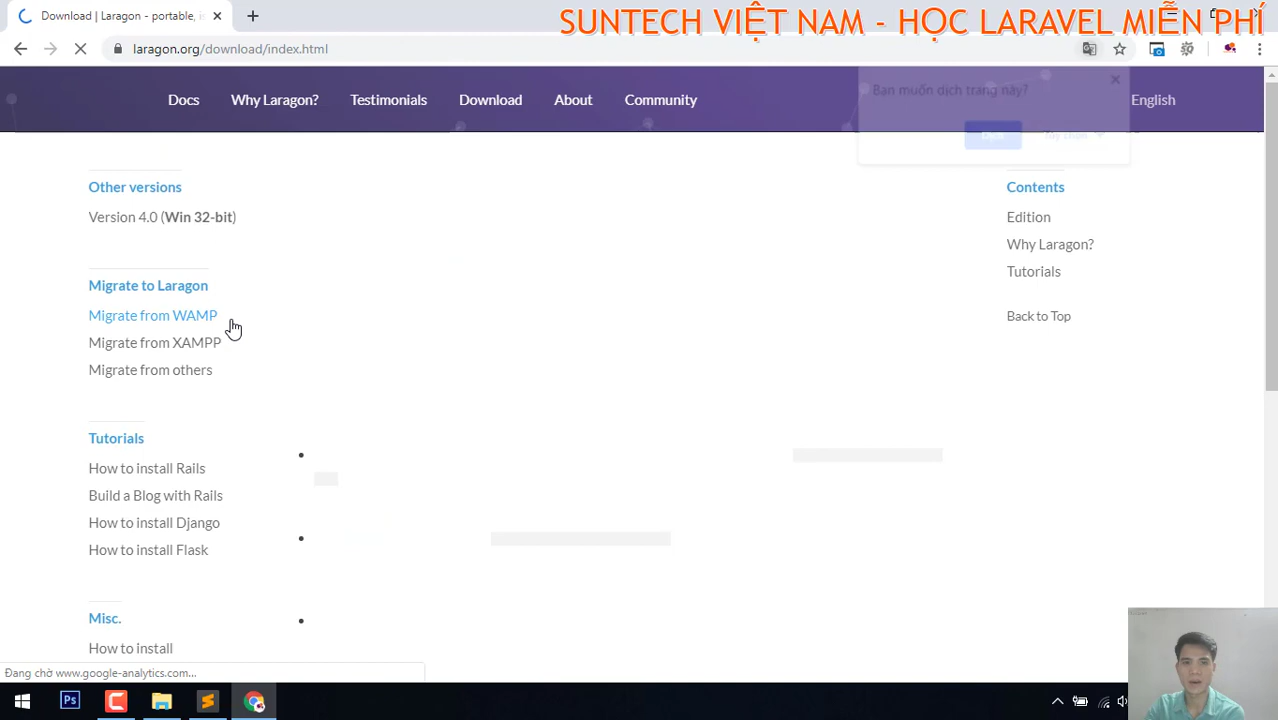 SUNTECH VIỆT NAM - HỌC LARAVEL MIỄN PHÍ
Download | Laragon - portable, i
laragon.org/download/index.html
Docs
Why Laragon?
Testimonials
Download
About
Community
Bạn muốn dịch trang này?
Dịch
Tùy chọn
English
Other versions
Version 4.0 (Win 32-bit)
Migrate to Laragon
Migrate from WAMP
Migrate from XAMPP
Migrate from others
Tutorials
How to install Rails
Build a Blog with Rails
How to install Django
How to install Flask
Misc.
How to install
Contents
Edition
Why Laragon?
Tutorials
Back to Top
Đang chờ www.google-analytics.com...
Ps